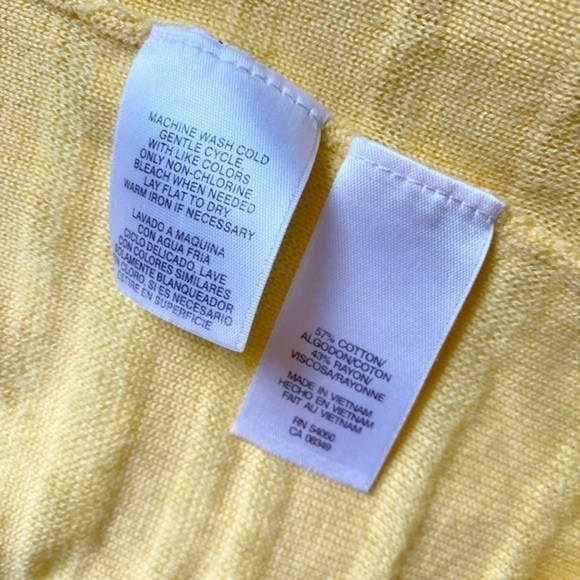 MACHINE WASH COLD
GENTLE CYCLE
WITH LIKE COLORS
ONLY NON-CHLORINE
BLEACH WHEN NEEDED
LAY FLAT TO DRY
WARM IRON IF NECESSARY
LAVADO A MAQUINA
CON AGUA FRIA
CICLO DELICADO, LAVE
CON COLORES SIMILARES
SOLAMENTE BLANQUEADOR
CLORO, SI ES NECESARIO
EN SUPERFICIE
57% COTTON/
ALGODON/COTON
43% RAYON/
VISCOSA/RAYONNE
MADE IN VIETNAM
HECHO EN VIETNAM
FAIT AU VIETNAM
RN 54050
CA 08349